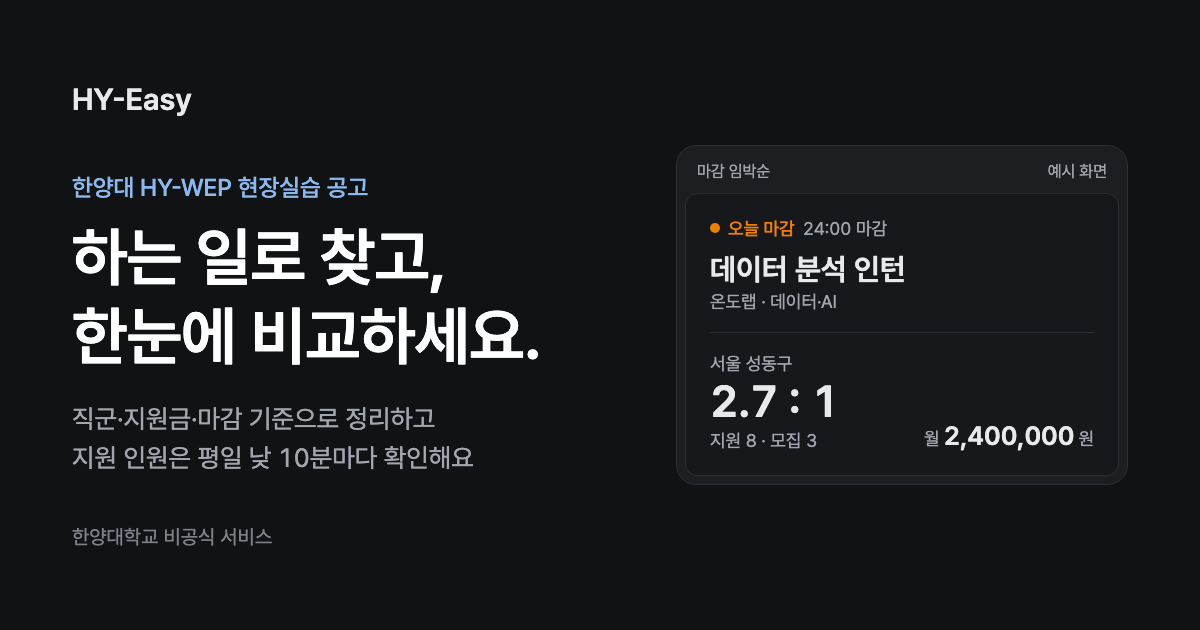 HY-Easy
한양대 HY-WEP 현장실습 공고
하는 일로 찾고,
한눈에 비교하세요.
직군·지원금·마감 기준으로 정리하고
지원 인원은 평일 낮 10분마다 확인해요
한양대학교 비공식 서비스
마감 임박순
예시 화면
오늘 마감 24:00 마감
데이터 분석 인턴
온도랩 · 데이터·AI
서울 성동구
2.7 : 1
지원 8 · 모집 3
월 2,400,000 원